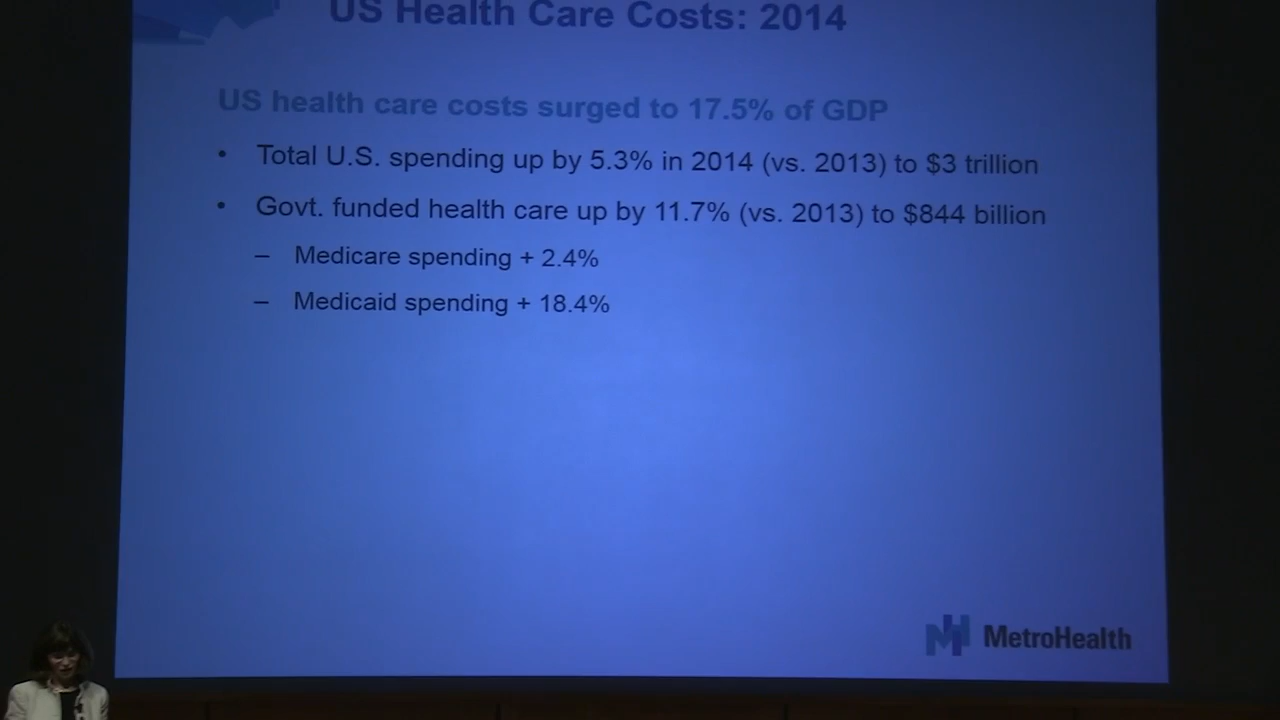 US Health Care Costs: 2014
US health care costs surged to 17.5% of GDP
• Total U.S. spending up by 5.3% in 2014 (vs. 2013) to $3 trillion
• Govt. funded health care up by 11.7% (vs. 2013) to $844 billion
– Medicare spending + 2.4%
– Medicaid spending + 18.4%
MetroHealth